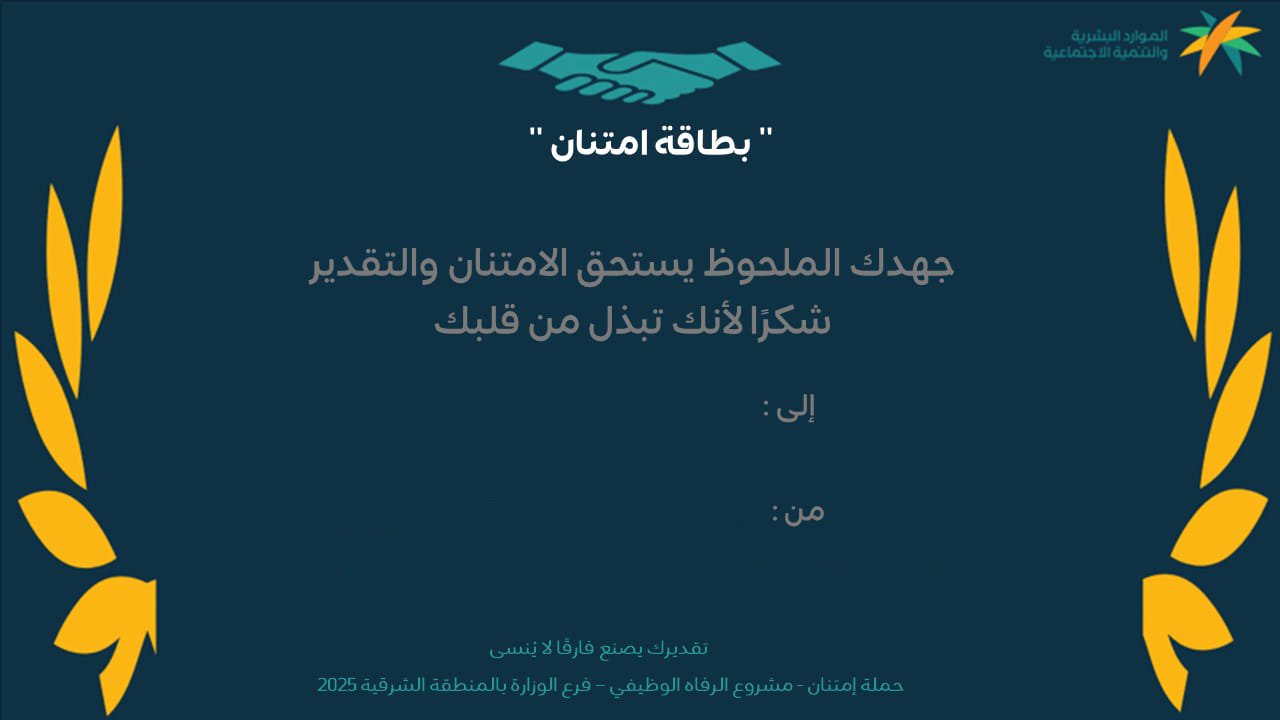 الموارد البشرية
والتنمية الاجتماعية
" بطاقة امتنان "
جهدك الملحوظ يستحق الامتنان والتقدير
شكرًا لأنك تبذل من قلبك
إلى :
من :
تقديرك يصنع فارقًا لا يُنسى
حملة إمتنان - مشروع الرفاه الوظيفي – فرع الوزارة بالمنطقة الشرقية 2025